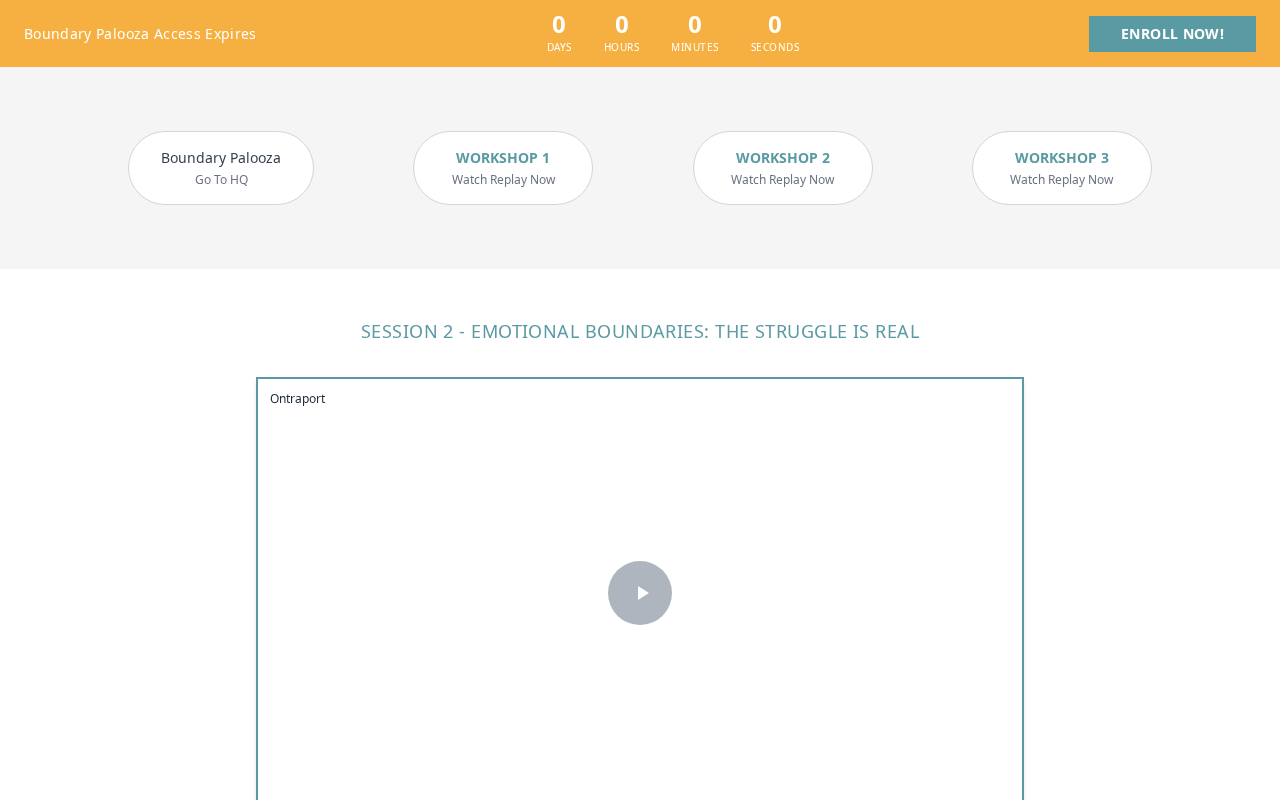 Boundary Palooza Access Expires
0 0 0 0
DAYS HOURS MINUTES SECONDS
ENROLL NOW!
Boundary Palooza
Go To HQ
WORKSHOP 1
Watch Replay Now
WORKSHOP 2
Watch Replay Now
WORKSHOP 3
Watch Replay Now
SESSION 2 - EMOTIONAL BOUNDARIES: THE STRUGGLE IS REAL
Ontraport